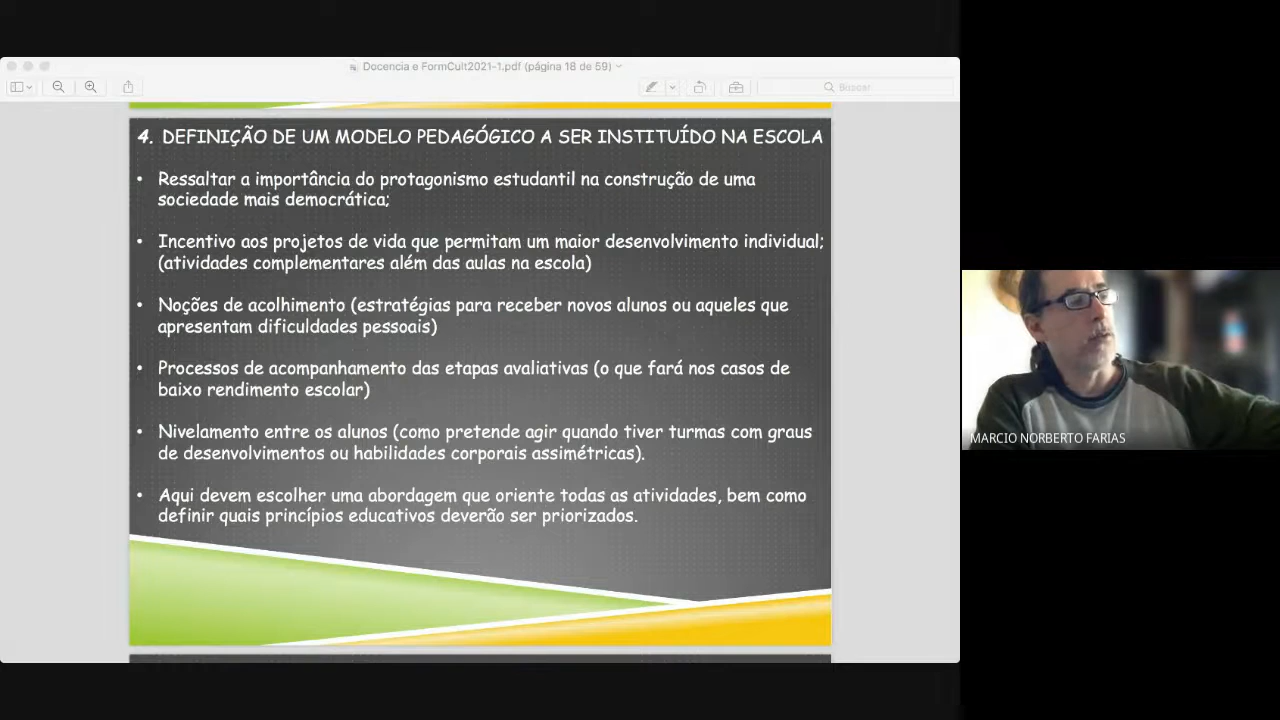 Docencia e FormCult2021-1.pdf (página 18 de 59)
Buscar
4. DEFINIÇÃO DE UM MODELO PEDAGÓGICO A SER INSTITUÍDO NA ESCOLA
• Ressaltar a importância do protagonismo estudantil na construção de uma
sociedade mais democrática;
• Incentivo aos projetos de vida que permitam um maior desenvolvimento individual;
(atividades complementares além das aulas na escola)
• Noções de acolhimento (estratégias para receber novos alunos ou aqueles que
apresentam dificuldades pessoais)
• Processos de acompanhamento das etapas avaliativas (o que fará nos casos de
baixo rendimento escolar)
• Nivelamento entre os alunos (como pretende agir quando tiver turmas com graus
de desenvolvimentos ou habilidades corporais assimétricas).
• Aqui devem escolher uma abordagem que oriente todas as atividades, bem como
definir quais princípios educativos deverão ser priorizados.
MARCIO NORBERTO FARIAS